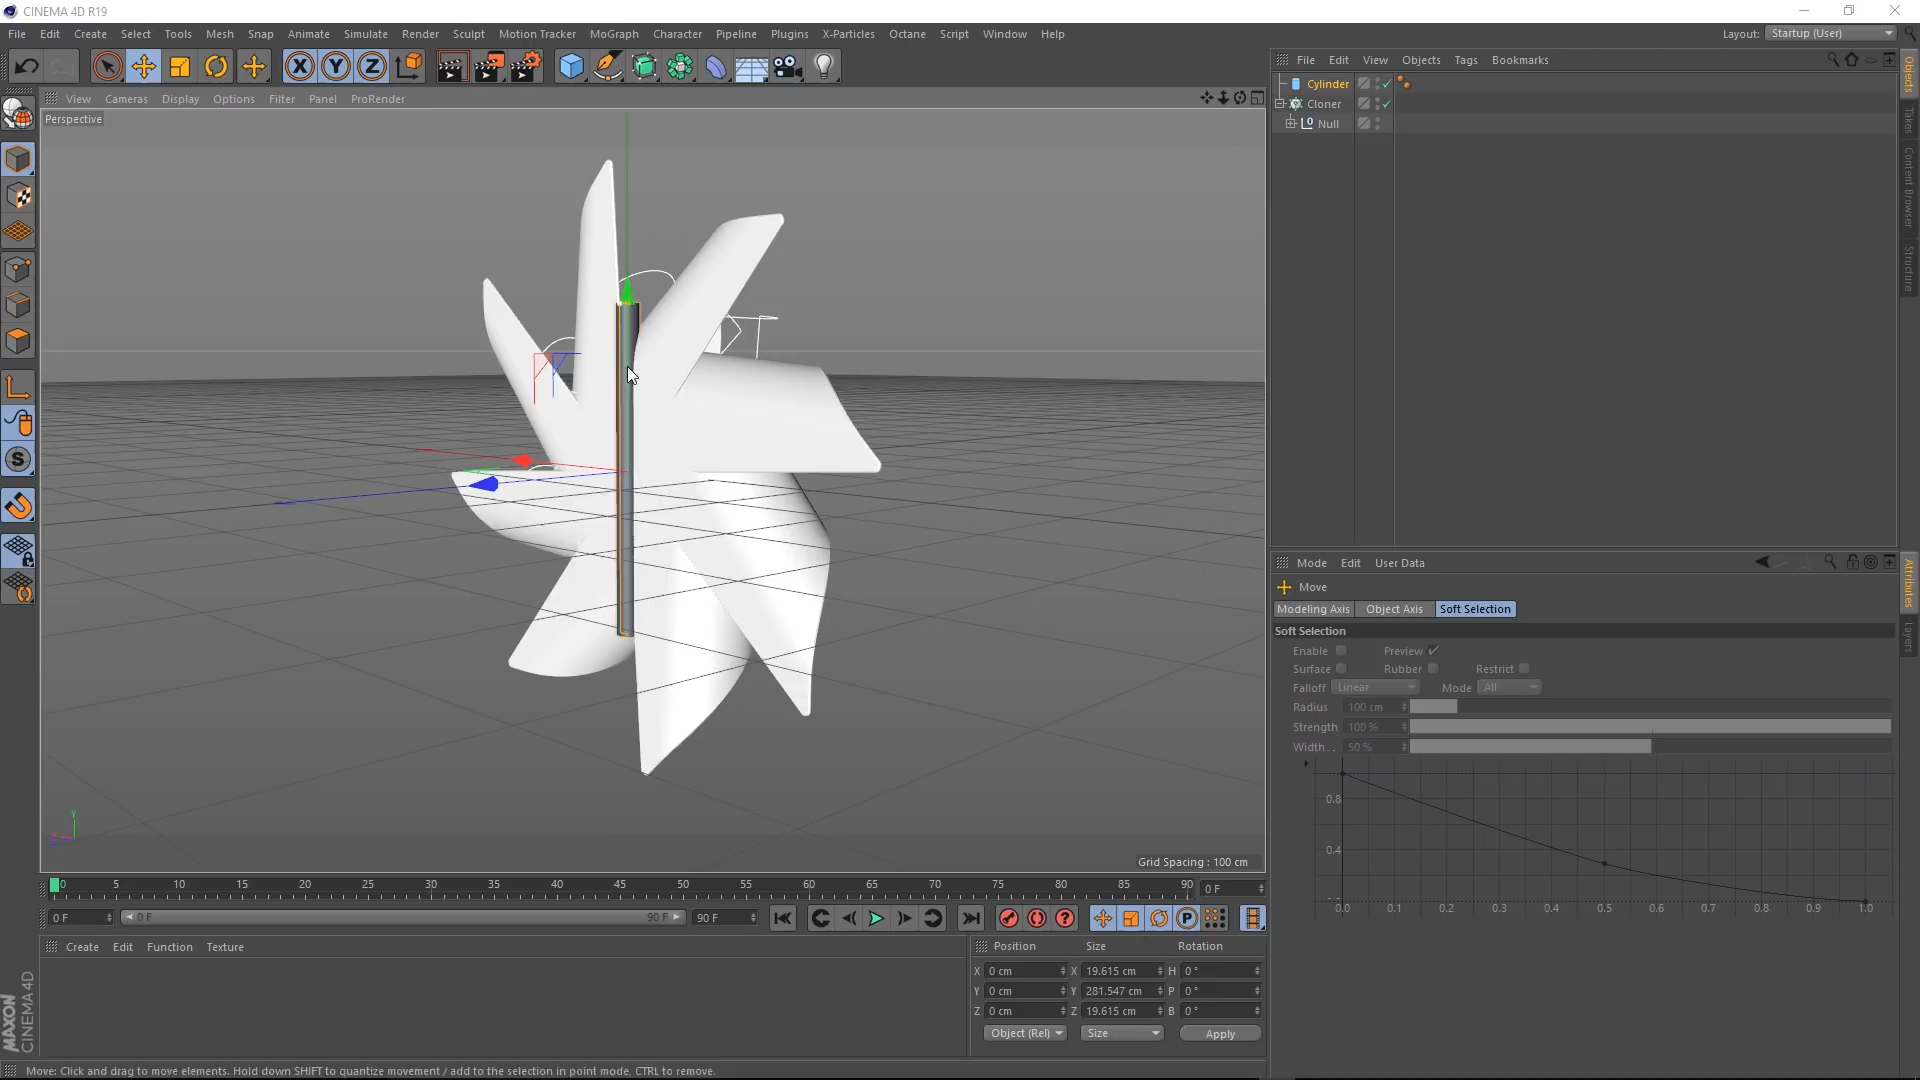 CINEMA 4D R19
File Edit Create Select Tools Mesh Snap Animate Simulate Render Sculpt Motion Tracker MoGraph Character Pipeline Plugins X-Particles Octane Script Window Help
Layout: Startup (User)
X Y Z
File Edit View Objects Tags Bookmarks
Objects
Takes
Content Browser
Structure
View Cameras Display Options Filter Panel ProRender
Perspective
Cylinder
Cloner
Null
S
Y
Grid Spacing : 100 cm
Mode Edit User Data
Attributes
Layers
Move
Modeling Axis Object Axis Soft Selection
Soft Selection
Enable Preview
Surface Rubber Restrict
Falloff Linear Mode All
Radius 100 cm
Strength 100 %
Width. . 50 %
0.8
0.4
0.0 0.1 0.2 0.3 0.4 0.5 0.6 0.7 0.8 0.9 1.0
0 5 10 15 20 25 30 35 40 45 50 55 60 65 70 75 80 85 90 0 F
0 F 0 F 90 F 90 F
P
Create Edit Function Texture
Position Size Rotation
X 0 cm X 19.615 cm H 0 °
Y 0 cm Y 281.547 cm P 0 °
Z 0 cm Z 19.615 cm B 0 °
Object (Rel) Size Apply
MAXON
CINEMA 4D
Move: Click and drag to move elements. Hold down SHIFT to quantize movement / add to the selection in point mode, CTRL to remove.